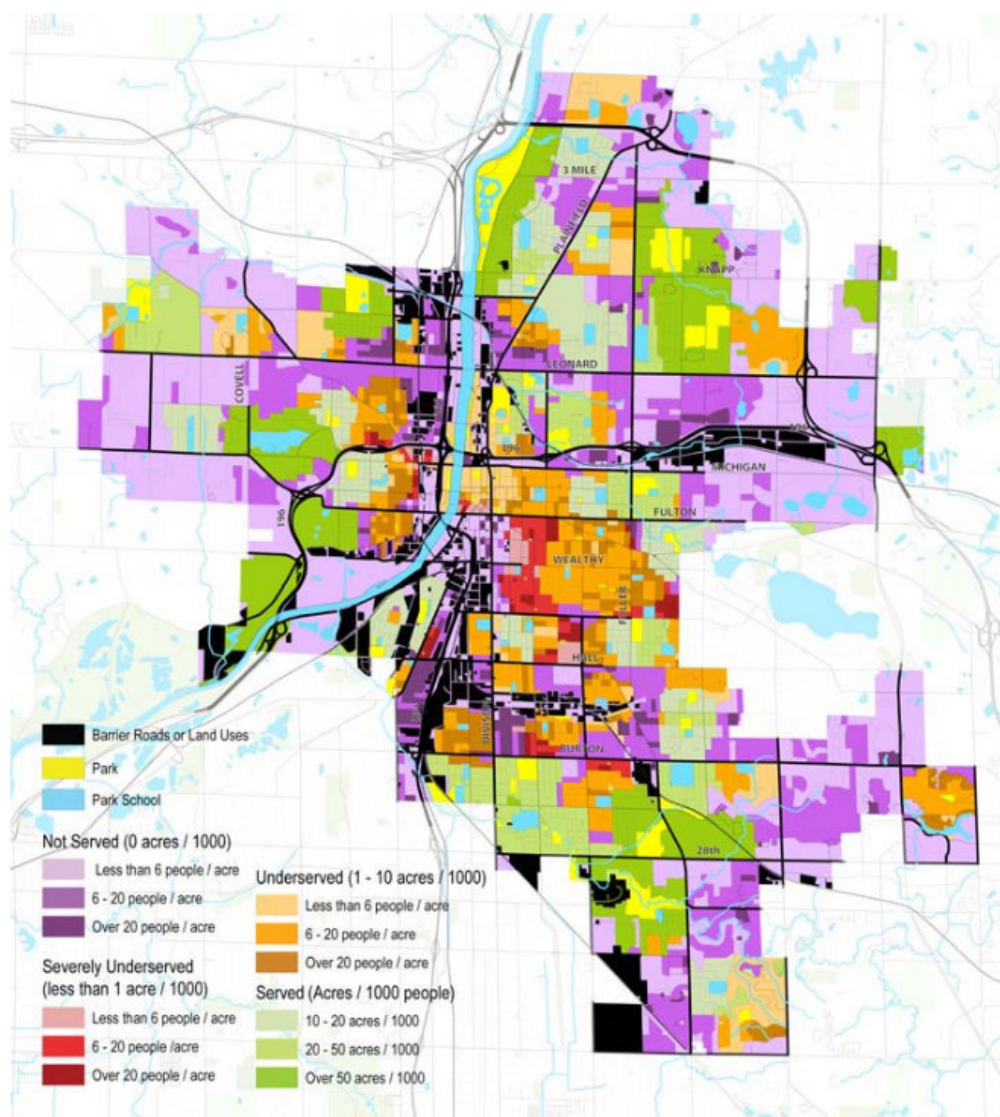 3 MILE
PLAINFIELD
KNAPP
LEONARD
COVELL
196
196
MICHIGAN
FULTON
196
WEALTHY
FULLER
HALL
DIVISION
BURTON
28th
Barrier Roads or Land Uses
Park
Park School
Not Served (0 acres / 1000)
Less than 6 people / acre
6 - 20 people / acre
Over 20 people / acre
Severely Underserved
(less than 1 acre / 1000)
Less than 6 people / acre
6 - 20 people /acre
Over 20 people / acre
Underserved (1 - 10 acres / 1000)
Less than 6 people / acre
6 - 20 people / acre
Over 20 people / acre
Served (Acres / 1000 people)
10 - 20 acres / 1000
20 - 50 acres / 1000
Over 50 acres / 1000